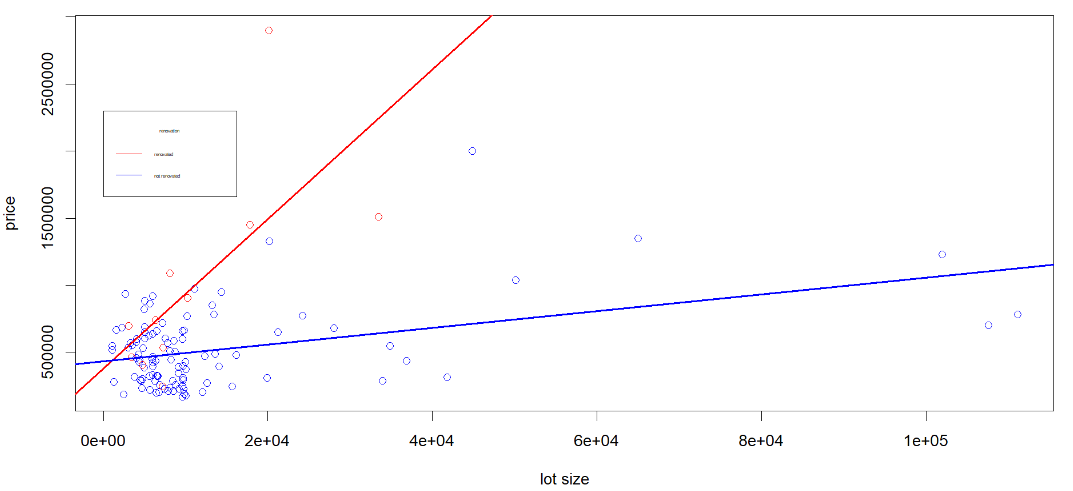 2500000
1500000
500000
price
renovation
renovated
not renovated
0e+00 2e+04 4e+04 6e+04 8e+04 1e+05
lot size